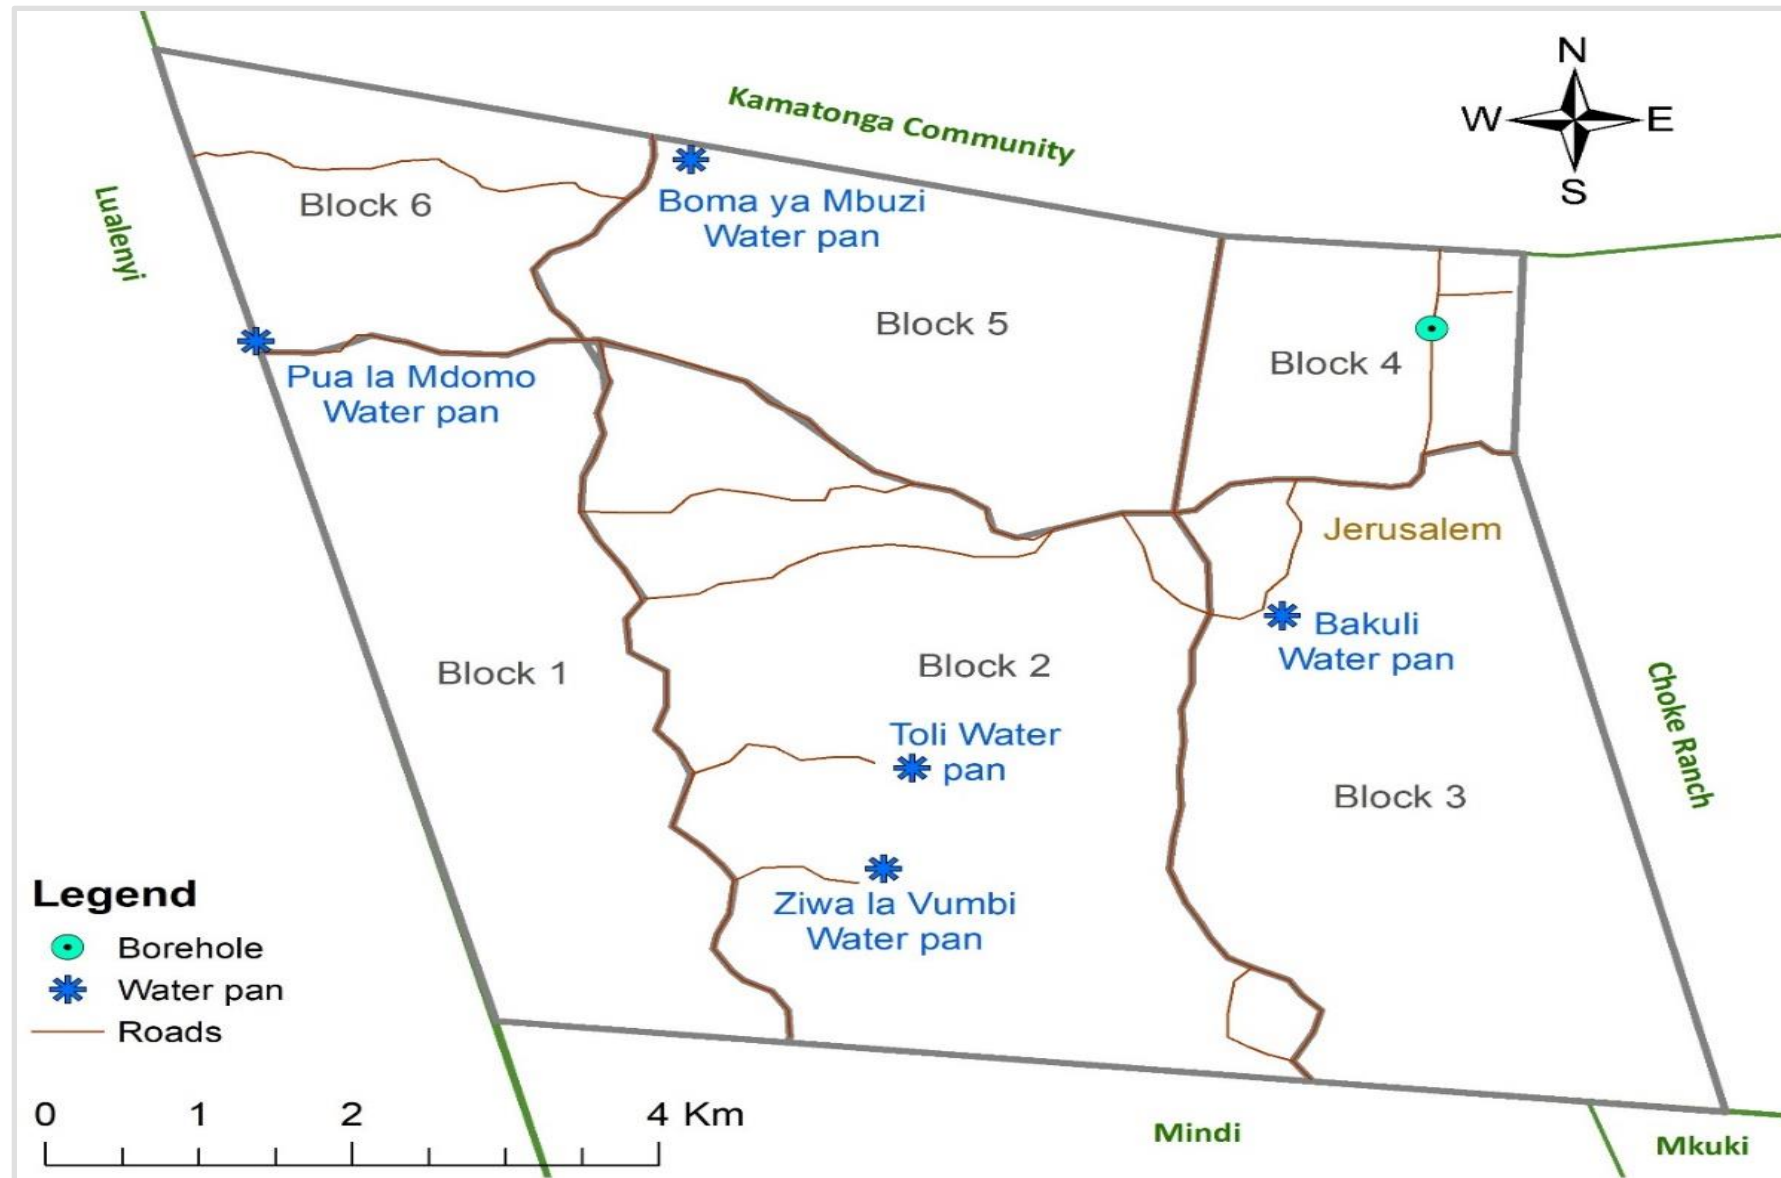 N
W E
S
Kamatonga Community
Lualenyi
Block 6
Boma ya Mbuzi
Water pan
Block 5
Block 4
Pua la Mdomo
Water pan
Jerusalem
Bakuli
Water pan
Block 1
Block 2
Choke Ranch
Toli Water
pan
Block 3
Ziwa la Vumbi
Water pan
Legend
Borehole
Water pan
Roads
0 1 2 4 Km
Mindi
Mkuki